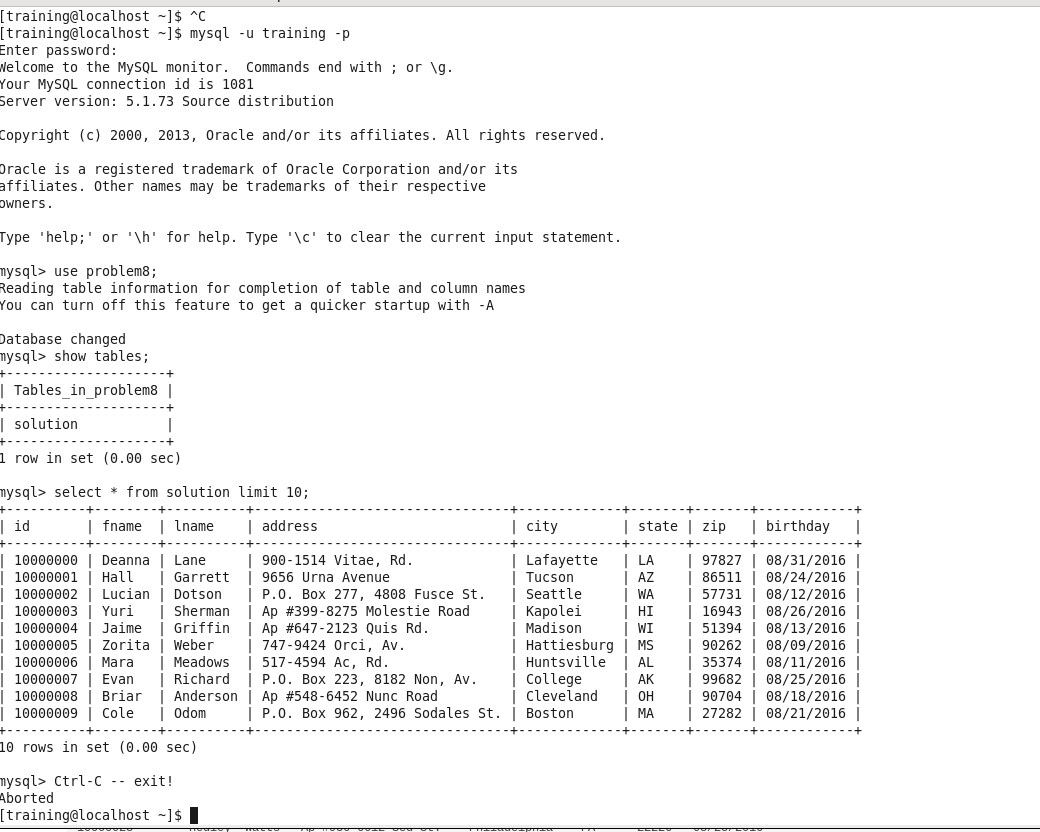 [training@localhost ~]$ ^C
[training@localhost ~]$ mysql -u training -p
Enter password:
Welcome to the MySQL monitor.  Commands end with ; or \g.
Your MySQL connection id is 1081
Server version: 5.1.73 Source distribution

Copyright (c) 2000, 2013, Oracle and/or its affiliates. All rights reserved.

Oracle is a registered trademark of Oracle Corporation and/or its
affiliates. Other names may be trademarks of their respective
owners.

Type 'help;' or '\h' for help. Type '\c' to clear the current input statement.

mysql> use problem8;
Reading table information for completion of table and column names
You can turn off this feature to get a quicker startup with -A

Database changed
mysql> show tables;
+--------------------+
| Tables_in_problem8 |
+--------------------+
| solution           |
+--------------------+
1 row in set (0.00 sec)

mysql> select * from solution limit 10;
+----------+--------+----------+--------------------------------+-------------+-------+-------+------------+
| id       | fname  | lname    | address                        | city        | state | zip   | birthday   |
+----------+--------+----------+--------------------------------+-------------+-------+-------+------------+
| 10000000 | Deanna | Lane     | 900-1514 Vitae, Rd.            | Lafayette   | LA    | 97827 | 08/31/2016 |
| 10000001 | Hall   | Garrett  | 9656 Urna Avenue               | Tucson      | AZ    | 86511 | 08/24/2016 |
| 10000002 | Lucian | Dotson   | P.O. Box 277, 4808 Fusce St.   | Seattle     | WA    | 57731 | 08/12/2016 |
| 10000003 | Yuri   | Sherman  | Ap #399-8275 Molestie Road     | Kapolei     | HI    | 16943 | 08/26/2016 |
| 10000004 | Jaime  | Griffin  | Ap #647-2123 Quis Rd.          | Madison     | WI    | 51394 | 08/13/2016 |
| 10000005 | Zorita | Weber    | 747-9424 Orci, Av.             | Hattiesburg | MS    | 90262 | 08/09/2016 |
| 10000006 | Mara   | Meadows  | 517-4594 Ac, Rd.               | Huntsville  | AL    | 35374 | 08/11/2016 |
| 10000007 | Evan   | Richard  | P.O. Box 223, 8182 Non, Av.    | College     | AK    | 99682 | 08/25/2016 |
| 10000008 | Briar  | Anderson | Ap #548-6452 Nunc Road         | Cleveland   | OH    | 90704 | 08/18/2016 |
| 10000009 | Cole   | Odom     | P.O. Box 962, 2496 Sodales St. | Boston      | MA    | 27282 | 08/21/2016 |
+----------+--------+----------+--------------------------------+-------------+-------+-------+------------+
10 rows in set (0.00 sec)

mysql> Ctrl-C -- exit!
Aborted
[training@localhost ~]$